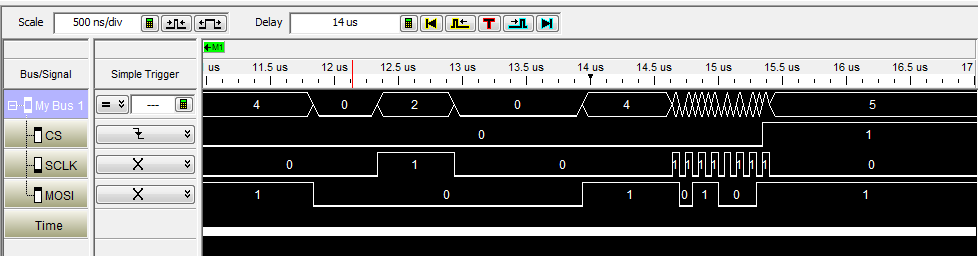 Scale 500 ns/div Delay 14 us T
M1
Bus/Signal Simple Trigger us 11.5 us 12 us 12.5 us 13 us 13.5 us 14 us 14.5 us 15 us 15.5 us 16 us 16.5 us 17
My Bus 1 = --- 4 0 2 0 4 5
CS 0 1
SCLK X 0 1 0 1 1 1 1 1 1 1 1 0
MOSI X 1 0 1 0 1 0 1
Time